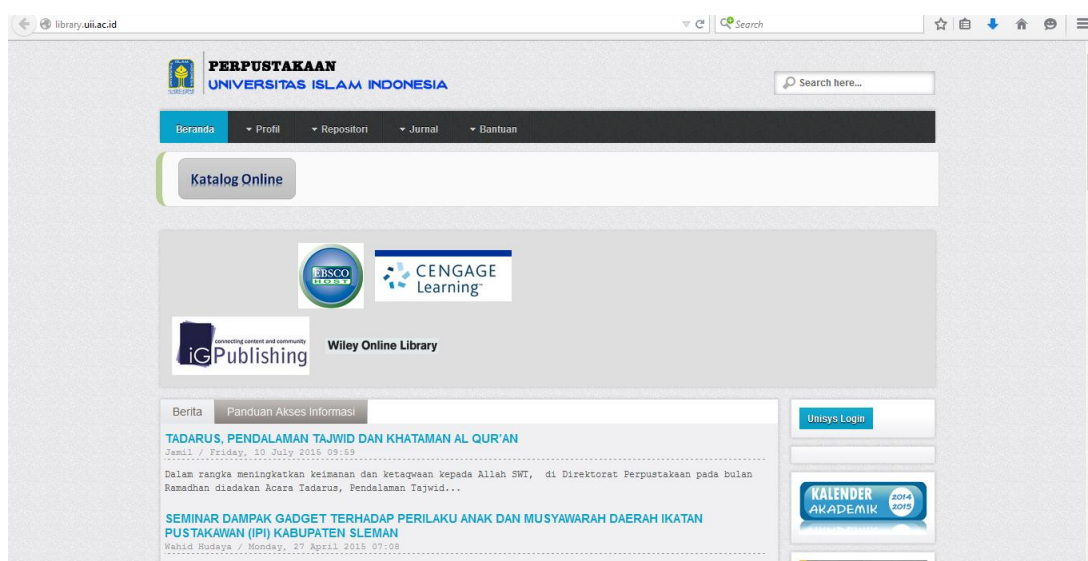 library.uii.ac.id
Search
PERPUSTAKAAN
UNIVERSITAS ISLAM INDONESIA
Search here...
Beranda Profil Repositori Jurnal Bantuan
Katalog Online
EBSCO
HOST
CENGAGE
Learning
connecting content and community
iGPublishing
Wiley Online Library
Berita Panduan Akses Informasi
Unisys Login
TADARUS, PENDALAMAN TAJWID DAN KHATAMAN AL QUR'AN
Jamil / Friday, 10 July 2015 09:59
Dalam rangka meningkatkan keimanan dan ketaqwaan kepada Allah SWT, di Direktorat Perpustakaan pada bulan
Ramadhan diadakan Acara Tadarus, Pendalaman Tajwid...
KALENDER
AKADEMIK
2014
2015
SEMINAR DAMPAK GADGET TERHADAP PERILAKU ANAK DAN MUSYAWARAH DAERAH IKATAN
PUSTAKAWAN (IPI) KABUPATEN SLEMAN
Wahid Hudaya / Monday, 27 April 2015 07:08